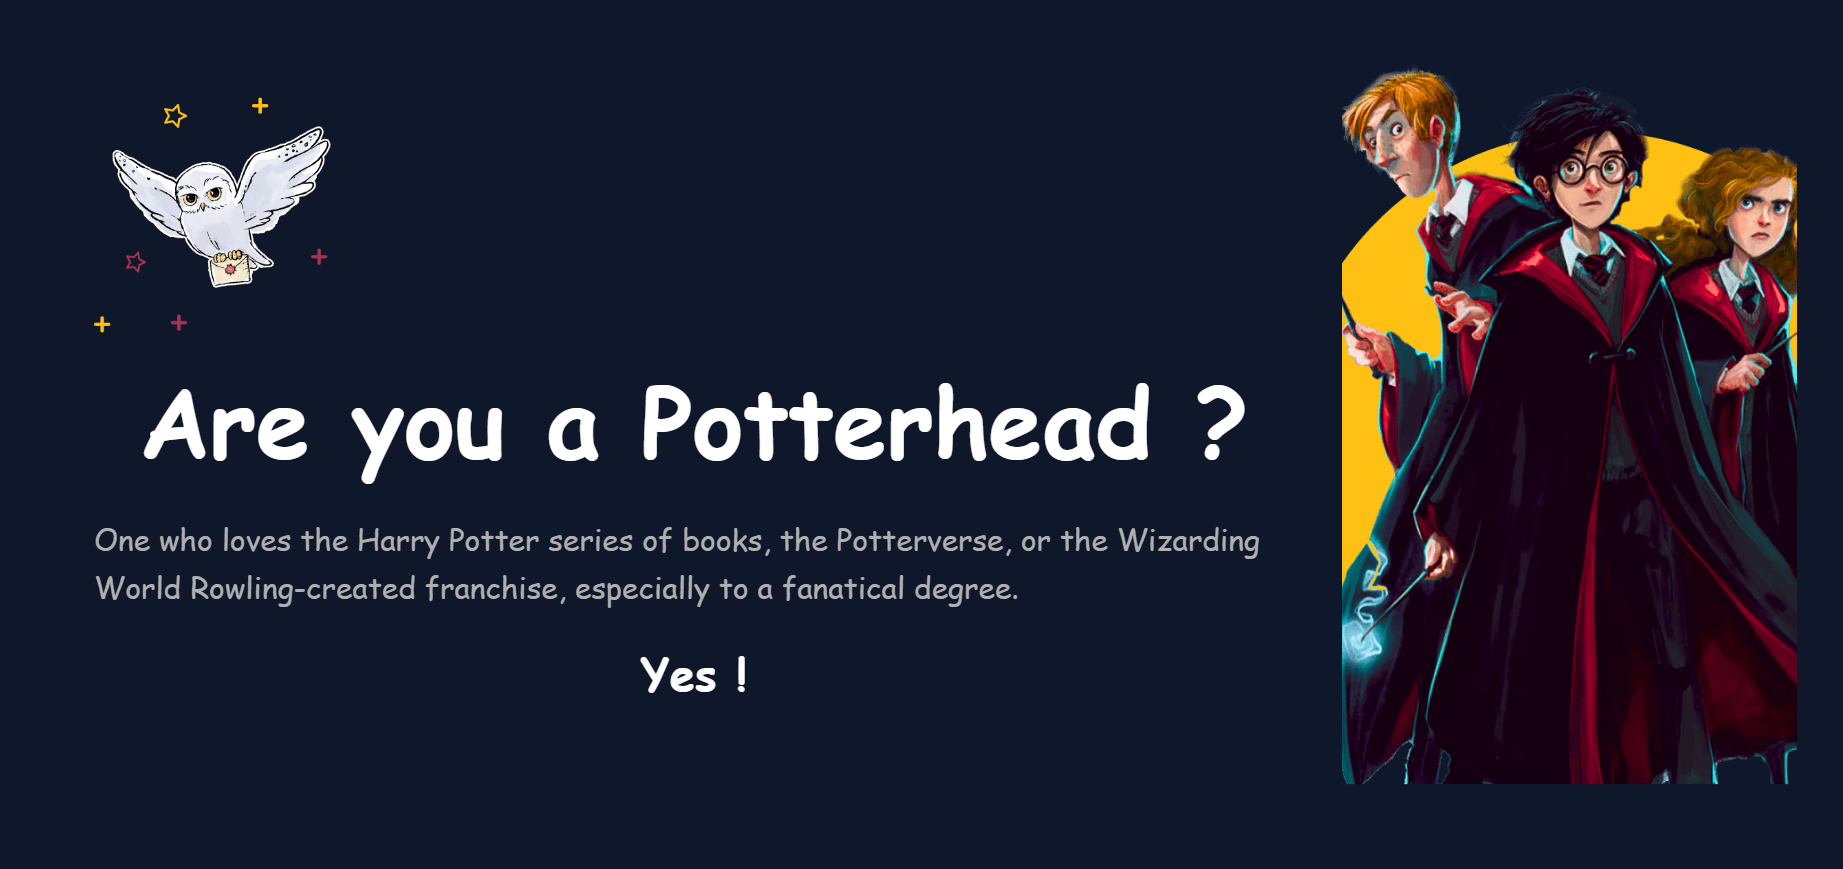 Are you a Potterhead ?
One who loves the Harry Potter series of books, the Potterverse, or the Wizarding
World Rowling-created franchise, especially to a fanatical degree.
Yes !